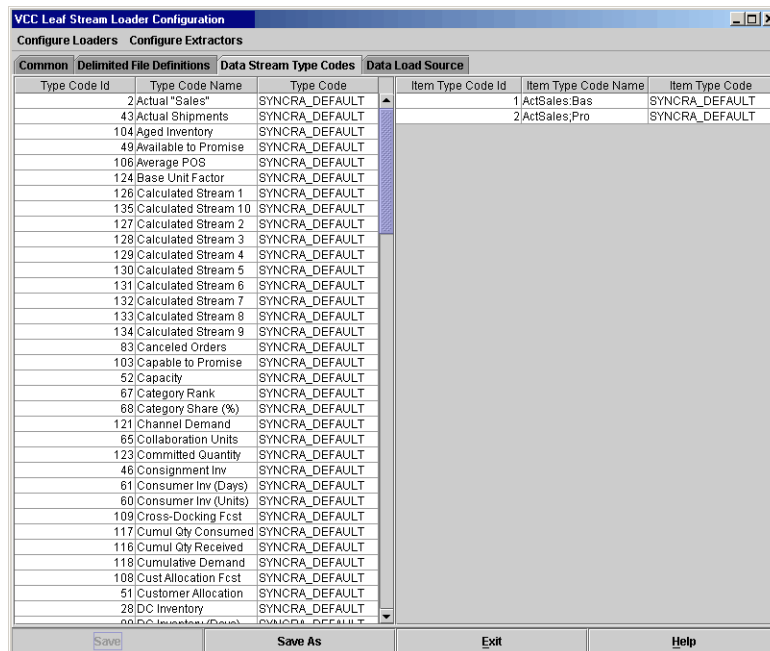 VCC Leaf Stream Loader Configuration
Configure Loaders Configure Extractors
Common Delimited File Definitions Data Stream Type Codes Data Load Source
Type Code Id Type Code Name Type Code Item Type Code Id Item Type Code Name Item Type Code
2 Actual "Sales" SYNCRA_DEFAULT 1 ActSales:Bas SYNCRA_DEFAULT
43 Actual Shipments SYNCRA_DEFAULT 2 ActSales;Pro SYNCRA_DEFAULT
104 Aged Inventory SYNCRA_DEFAULT
49 Available to Promise SYNCRA_DEFAULT
106 Average POS SYNCRA_DEFAULT
124 Base Unit Factor SYNCRA_DEFAULT
126 Calculated Stream 1 SYNCRA_DEFAULT
135 Calculated Stream 10 SYNCRA_DEFAULT
127 Calculated Stream 2 SYNCRA_DEFAULT
128 Calculated Stream 3 SYNCRA_DEFAULT
129 Calculated Stream 4 SYNCRA_DEFAULT
130 Calculated Stream 5 SYNCRA_DEFAULT
131 Calculated Stream 6 SYNCRA_DEFAULT
132 Calculated Stream 7 SYNCRA_DEFAULT
133 Calculated Stream 8 SYNCRA_DEFAULT
134 Calculated Stream 9 SYNCRA_DEFAULT
83 Canceled Orders SYNCRA_DEFAULT
103 Capable to Promise SYNCRA_DEFAULT
52 Capacity SYNCRA_DEFAULT
67 Category Rank SYNCRA_DEFAULT
68 Category Share (%) SYNCRA_DEFAULT
121 Channel Demand SYNCRA_DEFAULT
65 Collaboration Units SYNCRA_DEFAULT
123 Committed Quantity SYNCRA_DEFAULT
46 Consignment Inv SYNCRA_DEFAULT
61 Consumer Inv (Days) SYNCRA_DEFAULT
60 Consumer Inv (Units) SYNCRA_DEFAULT
109 Cross-Docking Fcst SYNCRA_DEFAULT
117 Cumul Qty Consumed SYNCRA_DEFAULT
116 Cumul Qty Received SYNCRA_DEFAULT
118 Cumulative Demand SYNCRA_DEFAULT
108 Cust Allocation Fcst SYNCRA_DEFAULT
51 Customer Allocation SYNCRA_DEFAULT
28 DC Inventory SYNCRA_DEFAULT
DC Inventory (Days) SYNCRA_DEFAULT
Save Save As Exit Help